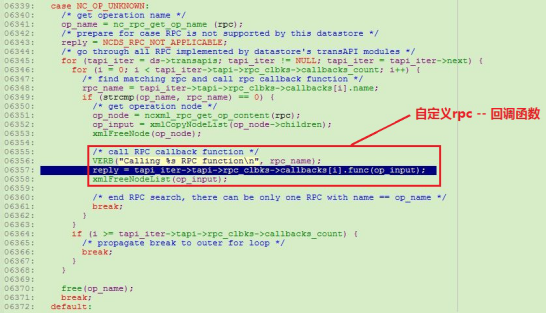 06339: case NC_OP_UNKNOWN:
06340: /* get operation name */
06341: op_name = nc_rpc_get_op_name (rpc);
06342: /* prepare for case RPC is not supported by this datastore */
06343: reply = NCDS_RPC_NOT_APPLICABLE;
06344: /* go through all RPC implemented by datastore's transAPI modules */
06345: for (tapi_iter = ds->transapis; tapi_iter != NULL; tapi_iter = tapi_iter->next) {
06346: for (i = 0; i < tapi_iter->tapi->rpc_clbks->callbacks_count; i++) {
06347: /* find matching rpc and call rpc callback function */
06348: rpc_name = tapi_iter->tapi->rpc_clbks->callbacks[i].name;
06349: if (strcmp(op_name, rpc_name) == 0) {
06350: /* get operation node */
06351: op_node = ncxml_rpc_get_op_content(rpc);
06352: op_input = xmlCopyNodeList(op_node->children);
06353: xmlFreeNode(op_node);
06354:
自定义rpc -- 回调函数
06355: /* call RPC callback function */
06356: VERB("Calling %s RPC function\n", rpc_name);
06357: reply = tapi_iter->tapi->rpc_clbks->callbacks[i].func(op_input);
06358: xmlFreeNodeList(op_input);
06359:
06360: /* end RPC search, there can be only one RPC with name == op_name */
06361: break;
06362: }
06363: }
06364: if (i >= tapi_iter->tapi->rpc_clbks->callbacks_count) {
06365: /* propagate break to outer for loop */
06366: break;
06367: }
06368: }
06369:
06370: free(op_name);
06371: break;
06372: default: